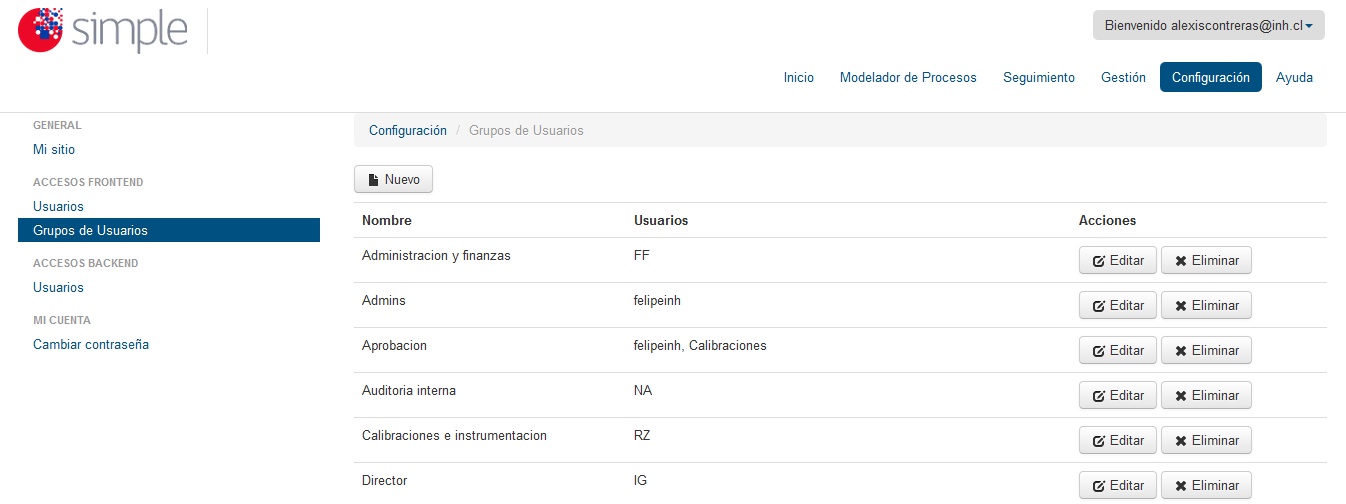 simple
Bienvenido alexiscontreras@inh.cl
Inicio Modelador de Procesos Seguimiento Gestión Configuración Ayuda
GENERAL
Mi sitio
ACCESOS FRONTEND
Usuarios
Grupos de Usuarios
ACCESOS BACKEND
Usuarios
MI CUENTA
Cambiar contraseña
Configuración / Grupos de Usuarios
Nuevo
Nombre Usuarios Acciones
Administracion y finanzas FF Editar Eliminar
Admins felipeinh Editar Eliminar
Aprobacion felipeinh, Calibraciones Editar Eliminar
Auditoria interna NA Editar Eliminar
Calibraciones e instrumentacion RZ Editar Eliminar
Director IG Editar Eliminar